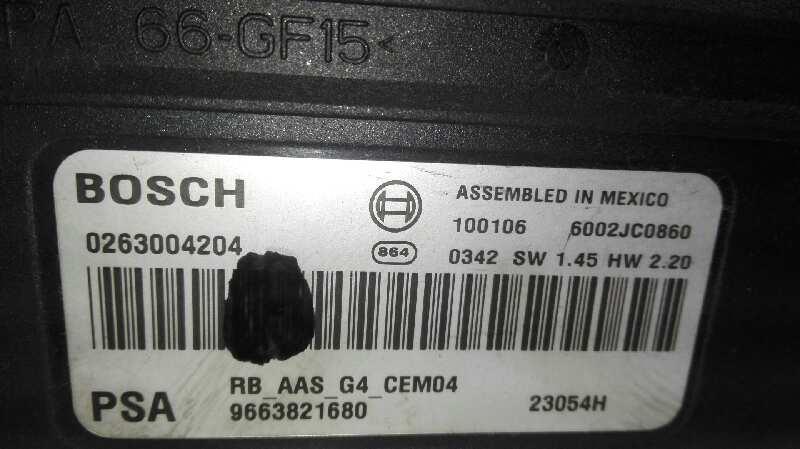 PA 66-GF15<
BOSCH
ASSEMBLED IN MEXICO
100106 6002JC0860
0263004204
864
0342 SW 1.45 HW 2.20
RB_AAS_G4_CEM04
PSA 9663821680 23054H